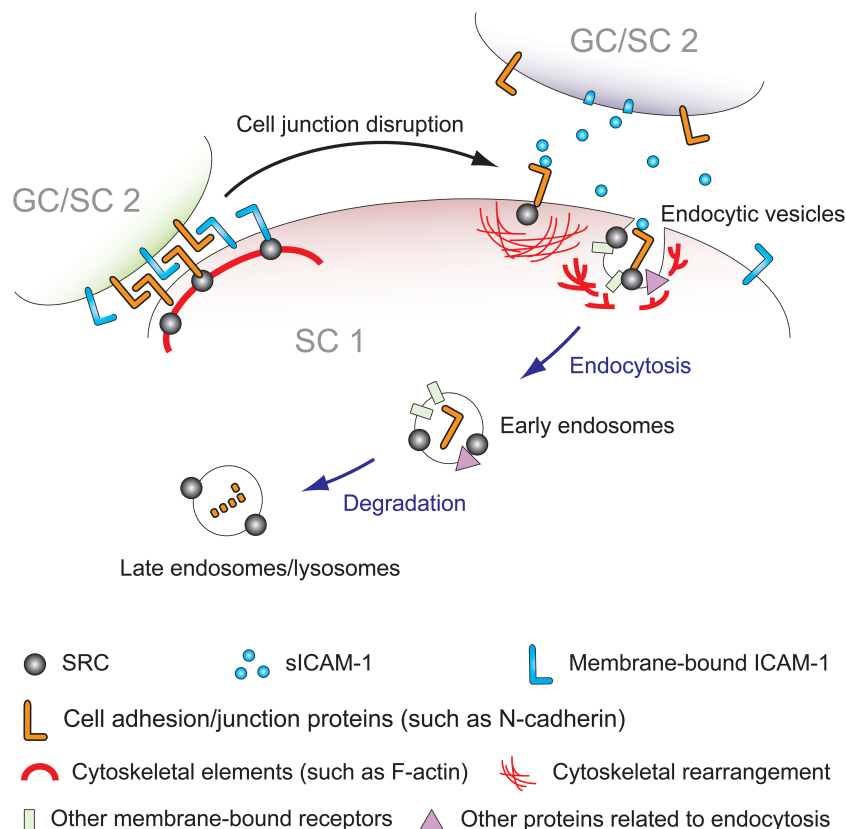 GC/SC 2
Cell junction disruption
GC/SC 2
Endocytic vesicles
SC 1
Endocytosis
Early endosomes
Degradation
Late endosomes/lysosomes
SRC
sICAM-1
Membrane-bound ICAM-1
Cell adhesion/junction proteins (such as N-cadherin)
Cytoskeletal elements (such as F-actin)
Cytoskeletal rearrangement
Other membrane-bound receptors
Other proteins related to endocytosis